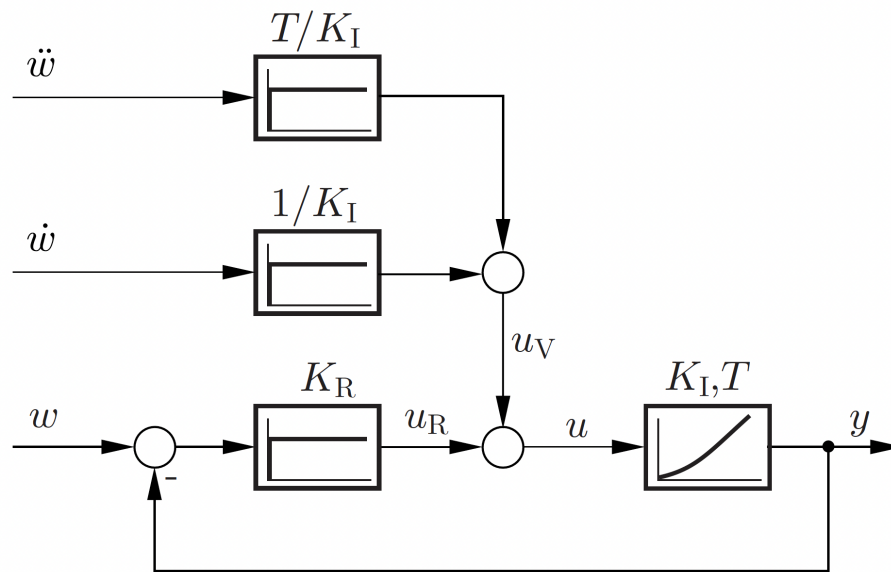 T/K_I
ẅ
1/K_I
ẇ
u_V
K_R
K_I,T
w
u_R
u
y
-